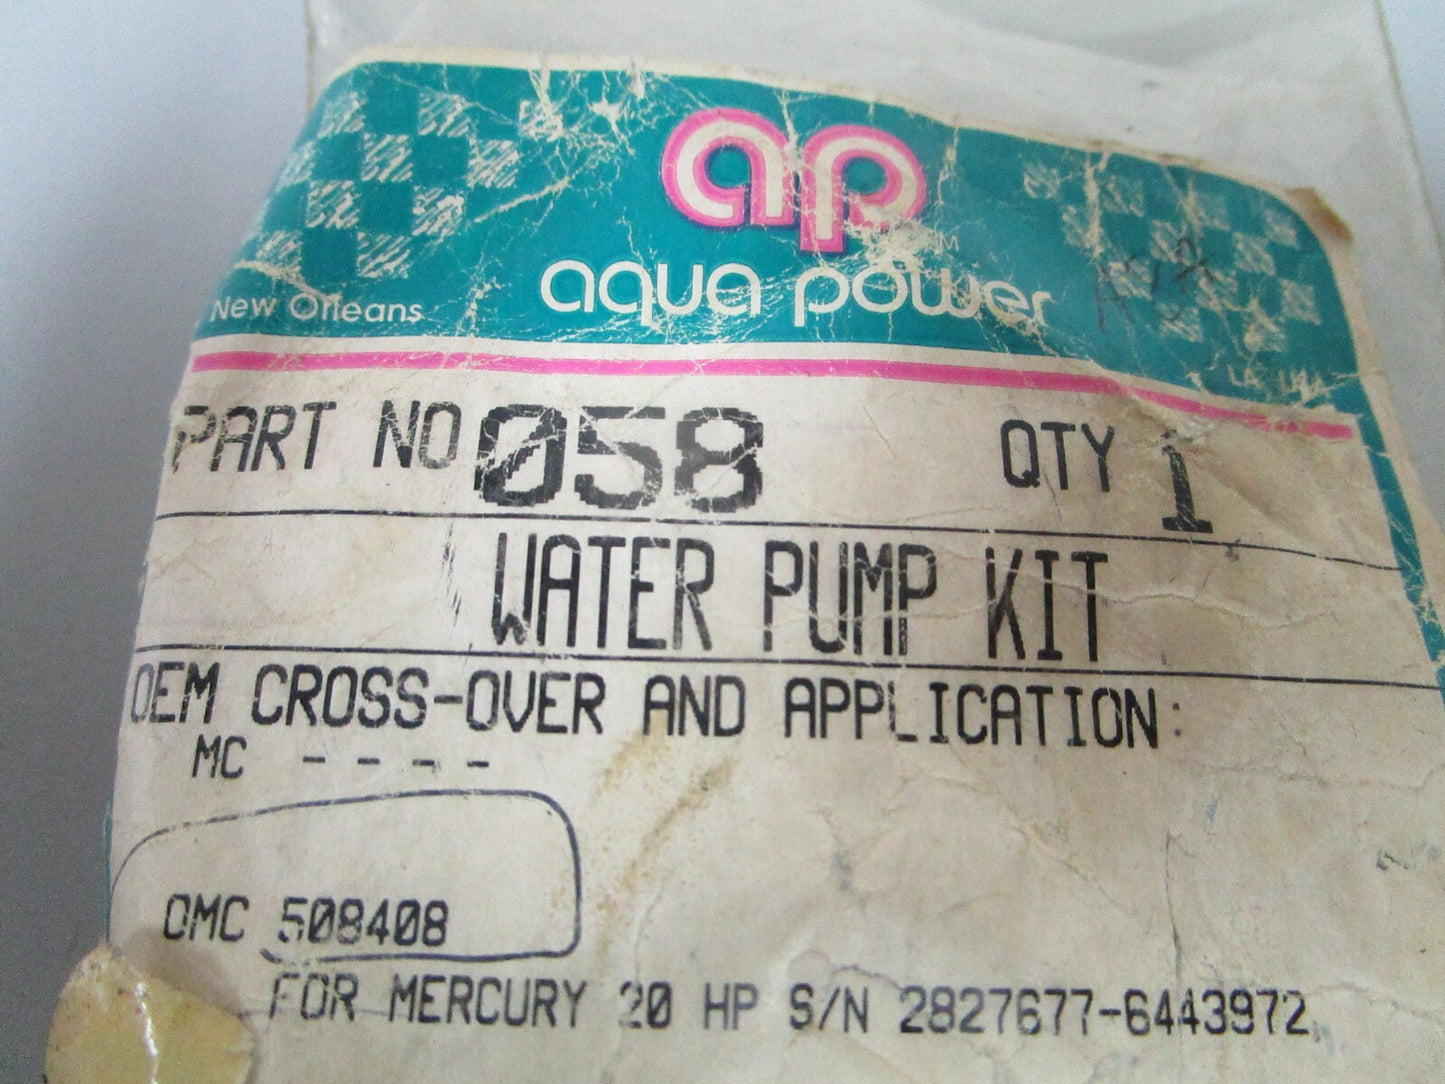 ap
aqua power
New Orleans
PART NO 058 QTY 1
WATER PUMP KIT
OEM CROSS-OVER AND APPLICATION:
MC - - - -
OMC 508408
FOR MERCURY 20 HP S/N 2827677-6443972